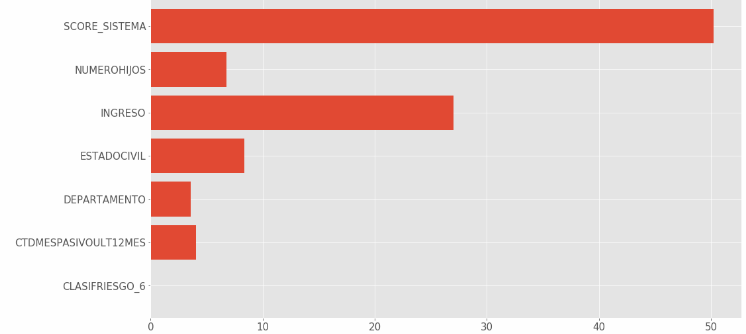 SCORE_SISTEMA
NUMEROHIJOS
INGRESO
ESTADOCIVIL
DEPARTAMENTO
CTDMESPASIVOULT12MES
CLASIFRIESGO_6
0 10 20 30 40 50